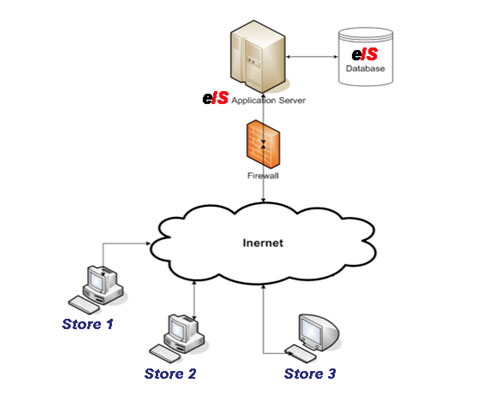 eIS
Database
eIS Application Server
Firewall
Inernet
Store 1
Store 2
Store 3